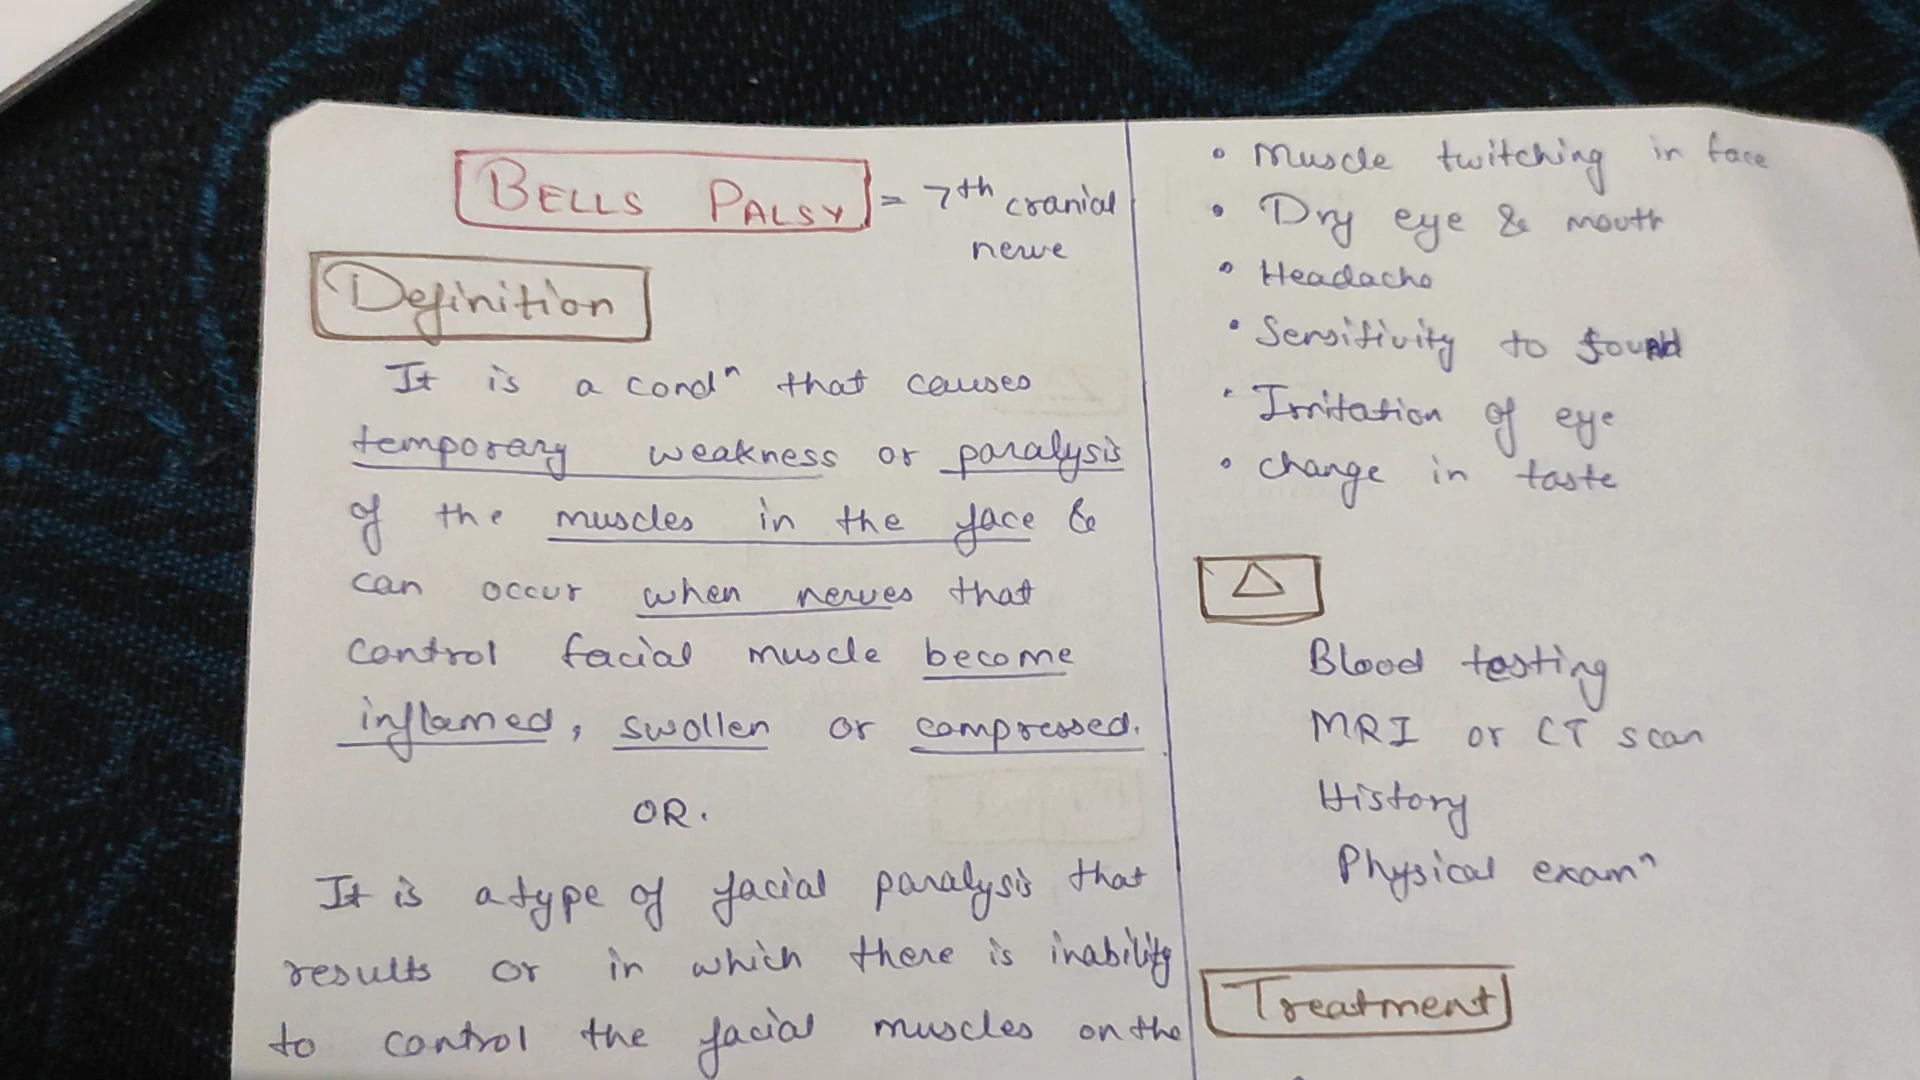 BELLS PALSY = 7th cranial
nerve
Definition
It is a condn that causes
temporary weakness or paralysis
of the muscles in the face &
can occur when nerves that
control facial muscle become
inflamed, swollen or compressed.
OR.
It is a type of facial paralysis that
results or in which there is inability
to control the facial muscles on the
• Muscle twitching in face
• Dry eye & mouth
• Headache
• Sensitivity to sound
• Irritation of eye
• change in taste
△
Blood testing
MRI or CT scan
History
Physical examn
Treatment